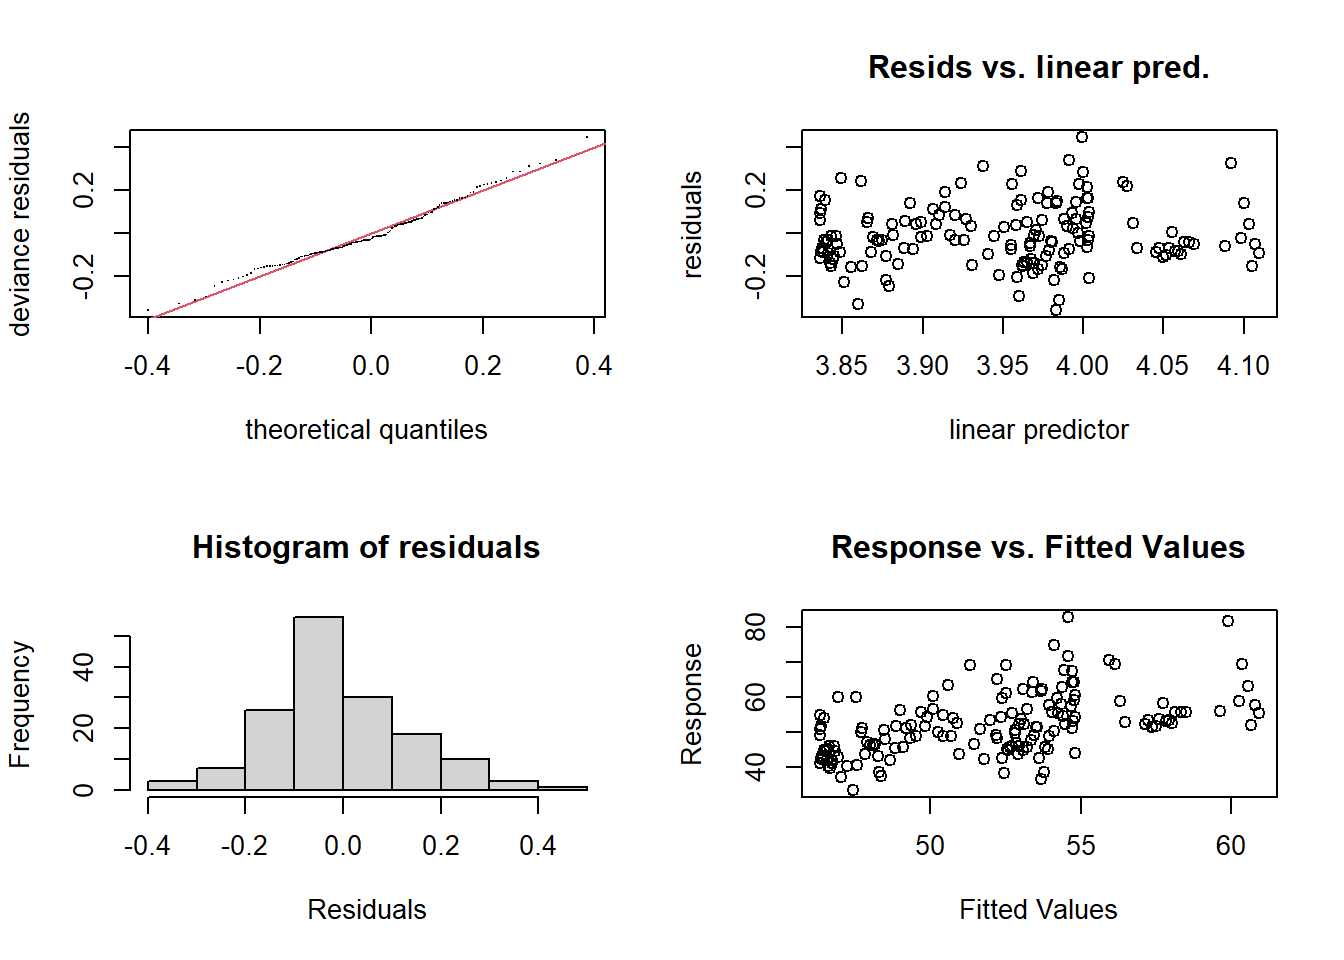 deviance residuals
0.2
-0.2
-0.4
-0.2
0.0
0.2
0.4
theoretical quantiles
Resids vs. linear pred.
residuals
0.2
-0.2
3.85
3.90
3.95
4.00
4.05
4.10
linear predictor
Histogram of residuals
Frequency
40
20
0
-0.4
-0.2
0.0
0.2
0.4
Residuals
Response vs. Fitted Values
Response
80
60
40
50
55
60
Fitted Values